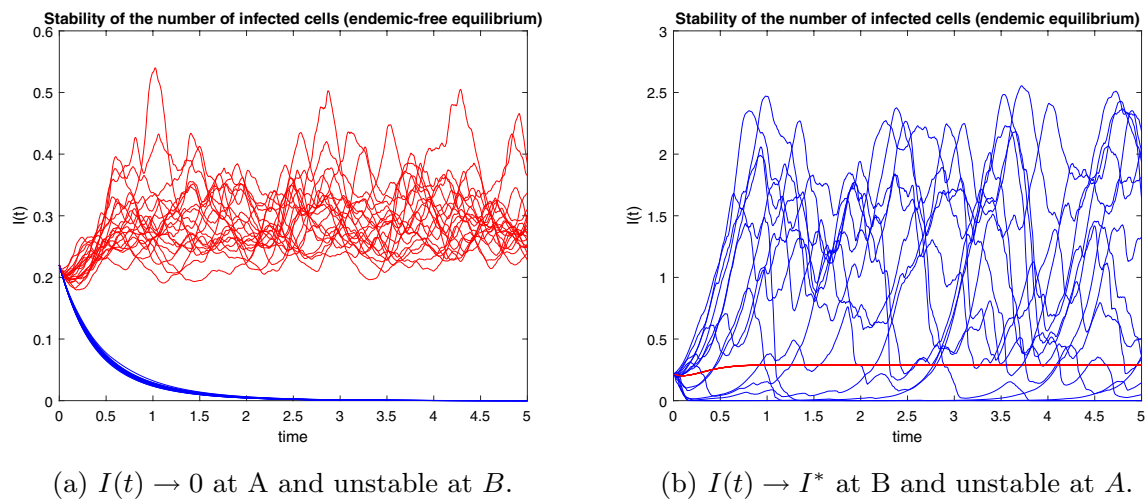 Stability of the number of infected cells (endemic-free equilibrium)
0.6
0.5
0.4
0.3
0.2
0.1
0
I(t)
0 0.5 1 1.5 2 2.5 3 3.5 4 4.5 5
time
(a) I(t) → 0 at A and unstable at B.
Stability of the number of infected cells (endemic equilibrium)
3
2.5
2
1.5
1
0.5
0
I(t)
0 0.5 1 1.5 2 2.5 3 3.5 4 4.5 5
time
(b) I(t) → I* at B and unstable at A.